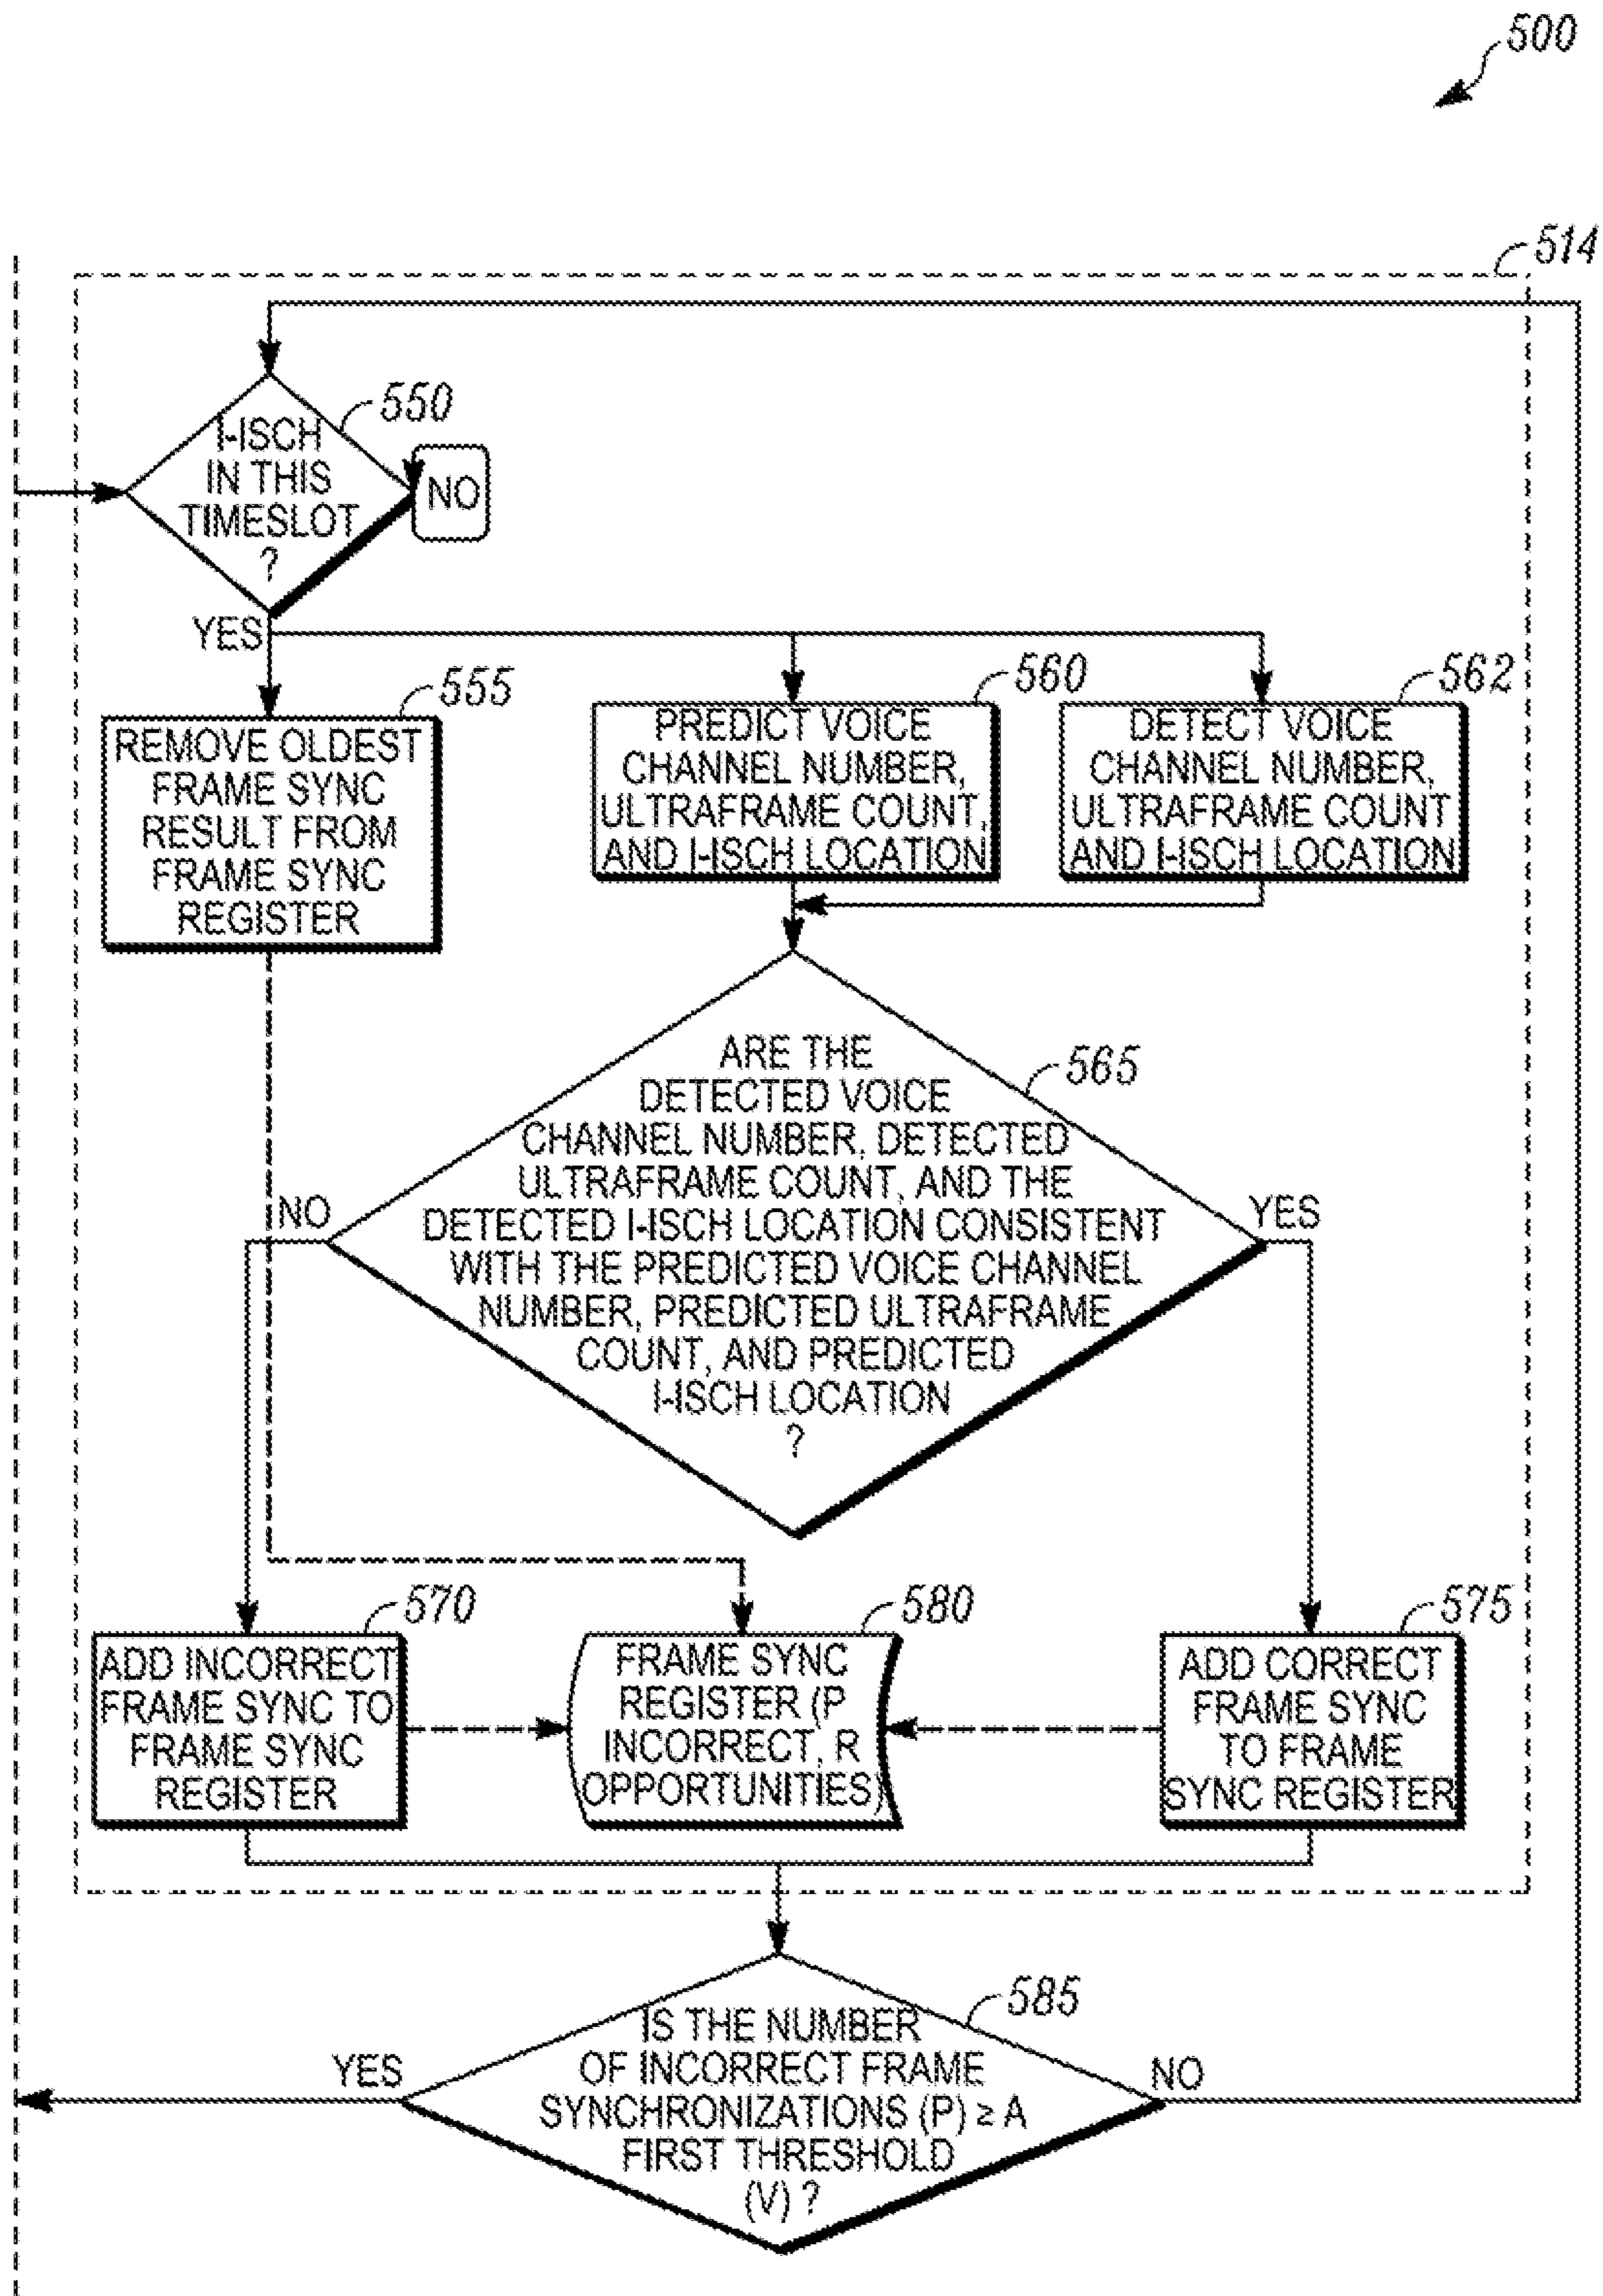 500
514
550
I-ISCH
IN THIS
TIMESLOT
?
NO
YES
555
REMOVE OLDEST
FRAME SYNC
RESULT FROM
FRAME SYNC
REGISTER
560
PREDICT VOICE
CHANNEL NUMBER,
ULTRAFRAME COUNT,
AND I-ISCH LOCATION
562
DETECT VOICE
CHANNEL NUMBER,
ULTRAFRAME COUNT
AND I-ISCH LOCATION
565
ARE THE
DETECTED VOICE
CHANNEL NUMBER, DETECTED
ULTRAFRAME COUNT, AND THE
DETECTED I-ISCH LOCATION CONSISTENT
WITH THE PREDICTED VOICE CHANNEL
NUMBER, PREDICTED ULTRAFRAME
COUNT, AND PREDICTED
I-ISCH LOCATION
?
NO
YES
570
ADD INCORRECT
FRAME SYNC TO
FRAME SYNC
REGISTER
580
FRAME SYNC
REGISTER (P
INCORRECT, R
OPPORTUNITIES)
575
ADD CORRECT
FRAME SYNC
TO FRAME
SYNC REGISTER
585
IS THE NUMBER
OF INCORRECT FRAME
SYNCHRONIZATIONS (P) ≥ A
FIRST THRESHOLD
(V) ?
YES
NO